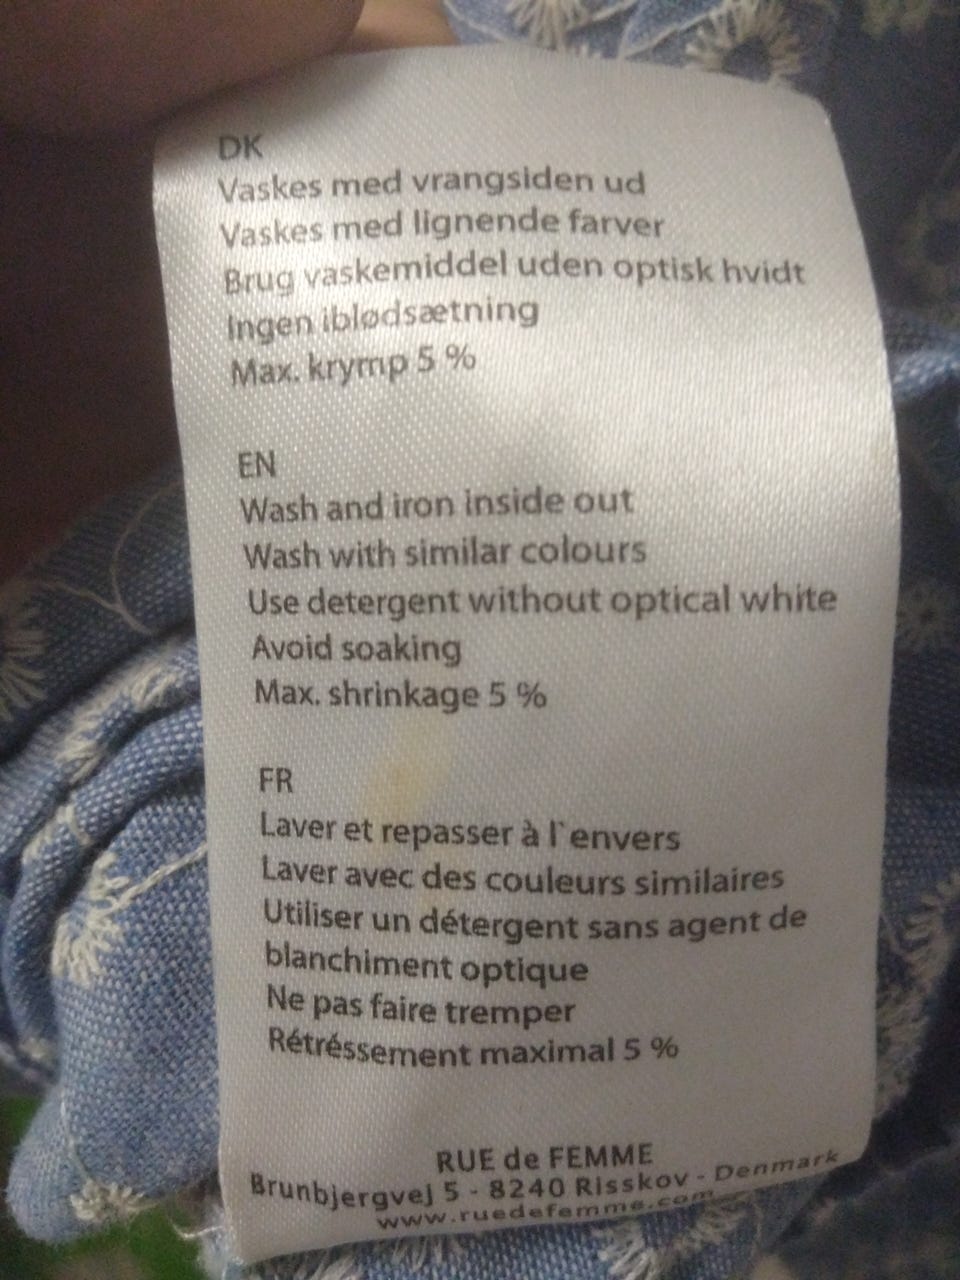 DK
Vaskes med vrangsiden ud
Vaskes med lignende farver
Brug vaskemiddel uden optisk hvidt
Ingen iblødsætning
Max. krymp 5 %
EN
Wash and iron inside out
Wash with similar colours
Use detergent without optical white
Avoid soaking
Max. shrinkage 5 %
FR
Laver et repasser à l`envers
Laver avec des couleurs similaires
Utiliser un détergent sans agent de
blanchiment optique
Ne pas faire tremper
Rétréssement maximal 5 %
RUE de FEMME
Brunbjergvej 5 - 8240 Risskov - Denmark
www.ruedefemme.com